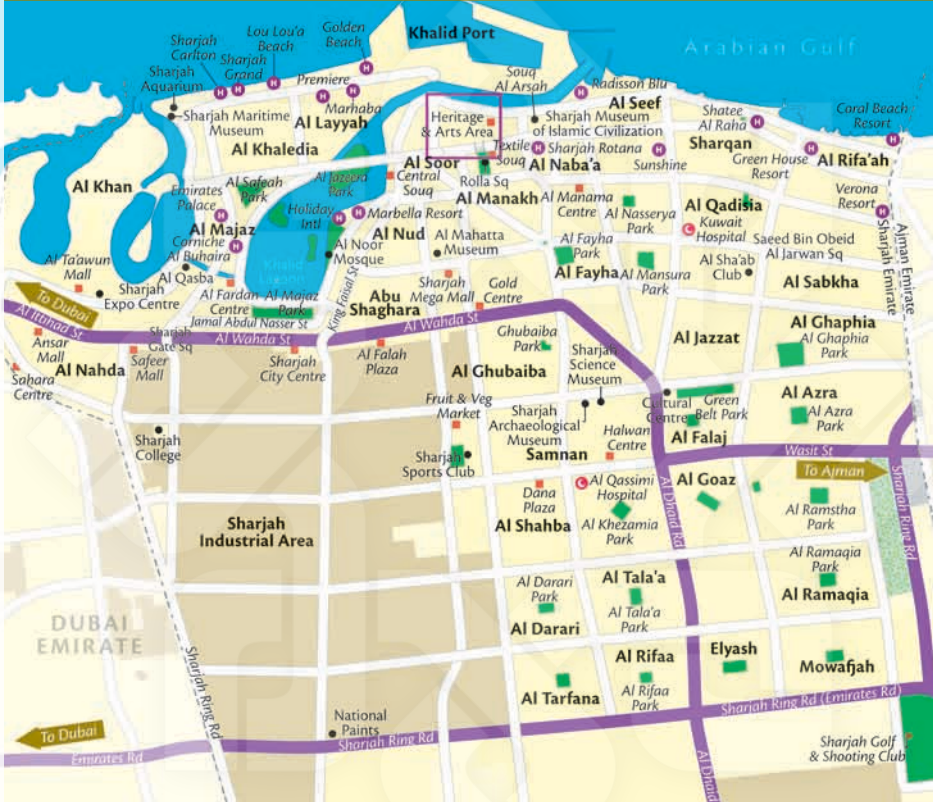 Khalid Port
Arabian Gulf
Sharjah
Carlton
Sharjah
Grand
Lou Lou'a
Beach
Golden
Beach
Sharjah
Aquarium
Premiere
Marhaba
Souq
Al Arsah
Radisson Blu
Al Seef
Sharjah Maritime
Museum
Al Layyah
Al Khaledia
Heritage
& Arts Area
Sharjah Museum
of Islamic Civilization
Shatee
Al Raha
Coral Beach
Resort
Textile
Souq
Sharjah Rotana
Sharqan
Al Khan
Al Safeah
Park
Al Jazeera
Park
Al Soor
Central
Souq
Rolla Sq
Al Naba'a
Sunshine
Green House
Resort
Al Rifa'ah
Emirates
Palace
Al Majaz
Holiday
Intl
Marbella Resort
Al Manakh
Al Manama
Centre
Al Nasserya
Park
Al Qadisia
Kuwait
Hospital
Verona
Resort
Corniche
Al Buhaira
Al Nud
Al Noor
Mosque
Al Mahatta
Museum
Al Fayha
Park
Al Mansura
Park
Al Sha'ab
Club
Saeed Bin Obeid
Al Jarwan Sq
Ajman Emirate
Sharjah Emirate
Al Ta'awun
Mall
Al Qasba
Khalid
Sharjah
Expo Centre
Al Fardan
Centre
Al Majaz
Park
King Faisal St
Sharjah
Mega Mall
Gold
Centre
Al Fayha
Al Sabkha
To Dubai
Al Itbihad St
Jamal Abdul Nasser St
Abu
Shaghara
Al Wahda St
Al Wahda St
Ansar
Mall
Sharjah
Gate Sq
Safeer
Mall
Al Nahda
Sahara
Centre
Sharjah
City Centre
Al Falah
Plaza
Ghubaiba
Park
Al Ghubaiba
Sharjah
Science
Museum
Al Jazzat
Al Ghaphia
Al Ghaphia
Park
Fruit & Veg
Market
Sharjah
Archaeological
Museum
Cultural
Centre
Green
Belt Park
Al Azra
Al Azra
Park
Sharjah
College
Sharjah
Sports Club
Samnan
Halwan
Centre
Al Falaj
Wasit St
To Ajman
Sharjah
Industrial Area
Dana
Plaza
Al Qassimi
Hospital
Al Goaz
Al Shahba
Al Khezamia
Park
Al Dhaid Rd
Al Ramstha
Park
Sharjah Ring Rd
DUBAI
EMIRATE
Al Darari
Park
Al Tala'a
Al Tala'a
Park
Al Ramaqia
Park
Al Ramaqia
Al Darari
Al Rifaa
Elyash
Mowafjah
Sharjah Ring Rd
Al Tarfana
Al Rifaa
Park
Sharjah Ring Rd (Emirates Rd)
National
Paints
To Dubai
Emirates Rd
Sharjah Ring Rd
Al Dhaid
Sharjah Golf
& Shooting Club